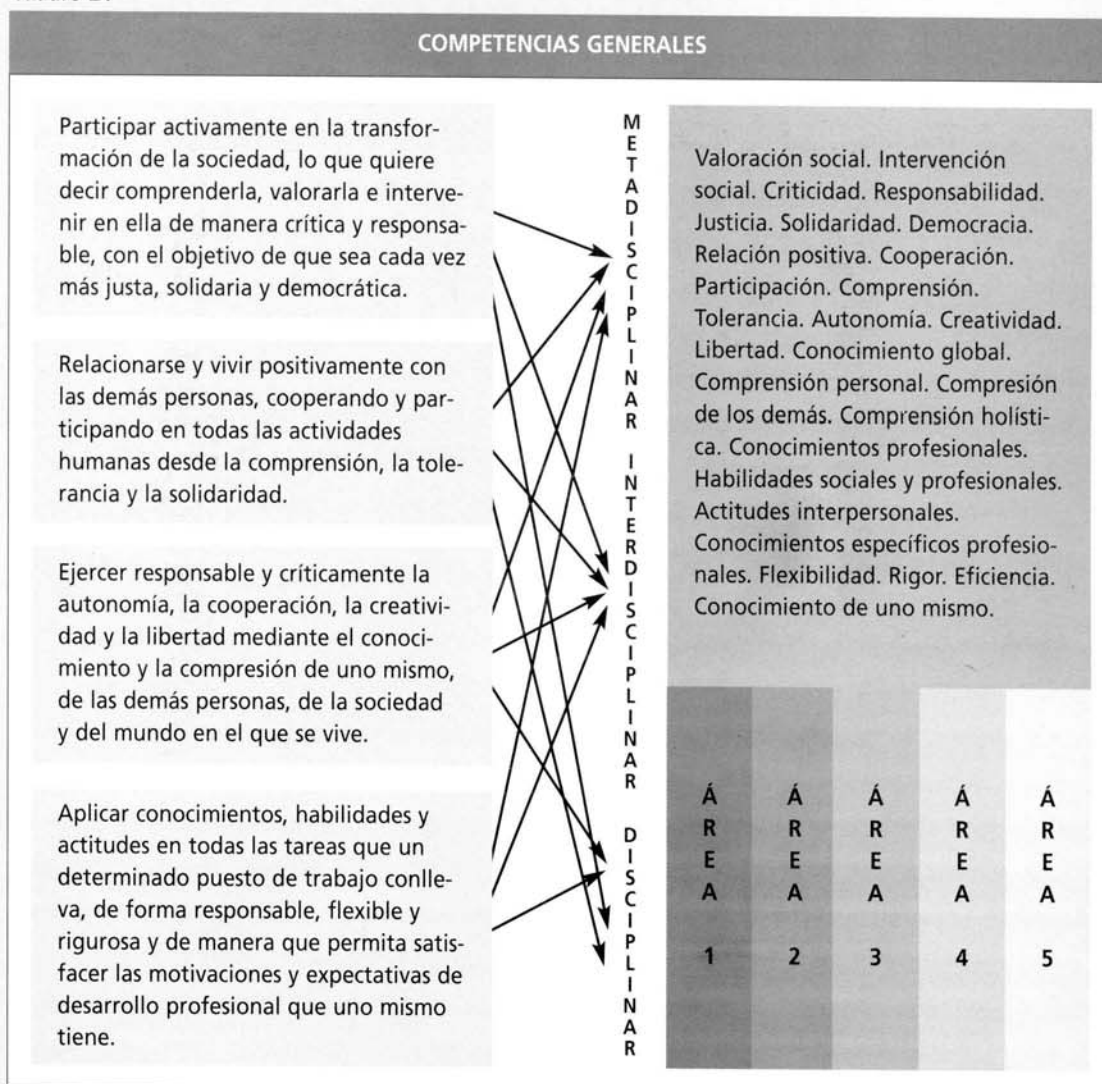 COMPETENCIAS GENERALES
Participar activamente en la transfor-
mación de la sociedad, lo que quiere
decir comprenderla, valorarla e interve-
nir en ella de manera crítica y responsa-
ble, con el objetivo de que sea cada vez
más justa, solidaria y democrática.
Relacionarse y vivir positivamente con
las demás personas, cooperando y par-
ticipando en todas las actividades
humanas desde la comprensión, la tole-
rancia y la solidaridad.
Ejercer responsable y críticamente la
autonomía, la cooperación, la creativi-
dad y la libertad mediante el conoci-
miento y la compresión de uno mismo,
de las demás personas, de la sociedad
y del mundo en el que se vive.
Aplicar conocimientos, habilidades y
actitudes en todas las tareas que un
determinado puesto de trabajo conlle-
va, de forma responsable, flexible y
rigurosa y de manera que permita satis-
facer las motivaciones y expectativas de
desarrollo profesional que uno mismo
tiene.
METADISCIPLINAR
INTERDISCIPLINAR
DISCIPLINAR
Valoración social. Intervención
social. Criticidad. Responsabilidad.
Justicia. Solidaridad. Democracia.
Relación positiva. Cooperación.
Participación. Comprensión.
Tolerancia. Autonomía. Creatividad.
Libertad. Conocimiento global.
Comprensión personal. Compresión
de los demás. Comprensión holísti-
ca. Conocimientos profesionales.
Habilidades sociales y profesionales.
Actitudes interpersonales.
Conocimientos específicos profesio-
nales. Flexibilidad. Rigor. Eficiencia.
Conocimiento de uno mismo.
ÁREA 1
ÁREA 2
ÁREA 3
ÁREA 4
ÁREA 5